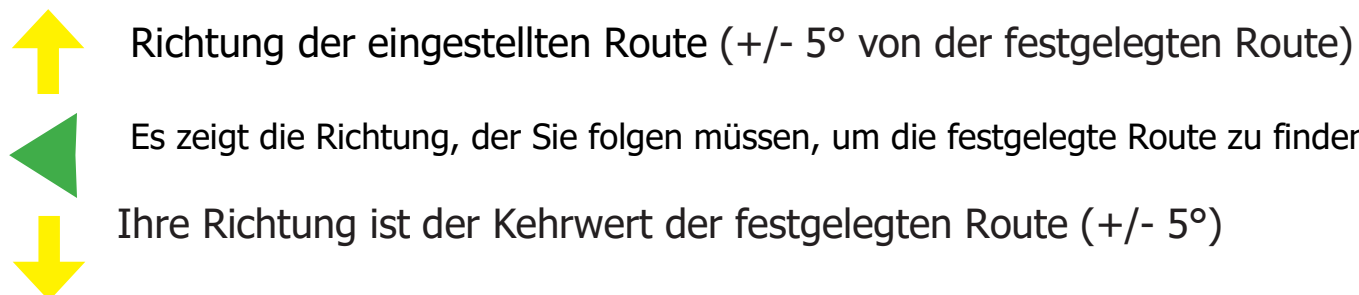 Richtung der eingestellten Route (+/- 5° von der festgelegten Route)
Es zeigt die Richtung, der Sie folgen müssen, um die festgelegte Route zu finden
Ihre Richtung ist der Kehrwert der festgelegten Route (+/- 5°)